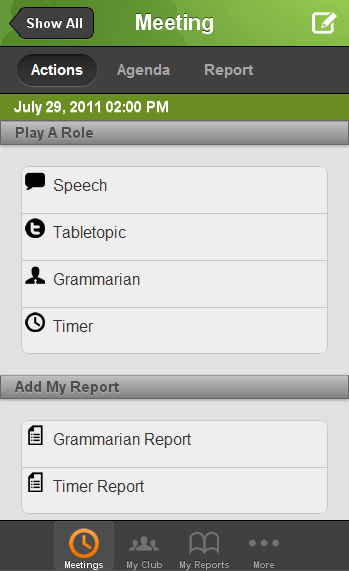 Show All
Meeting
Actions
Agenda
Report
July 29, 2011 02:00 PM
Play A Role
Speech
Tabletopic
Grammarian
Timer
Add My Report
Grammarian Report
Timer Report
Meetings
My Club
My Reports
More